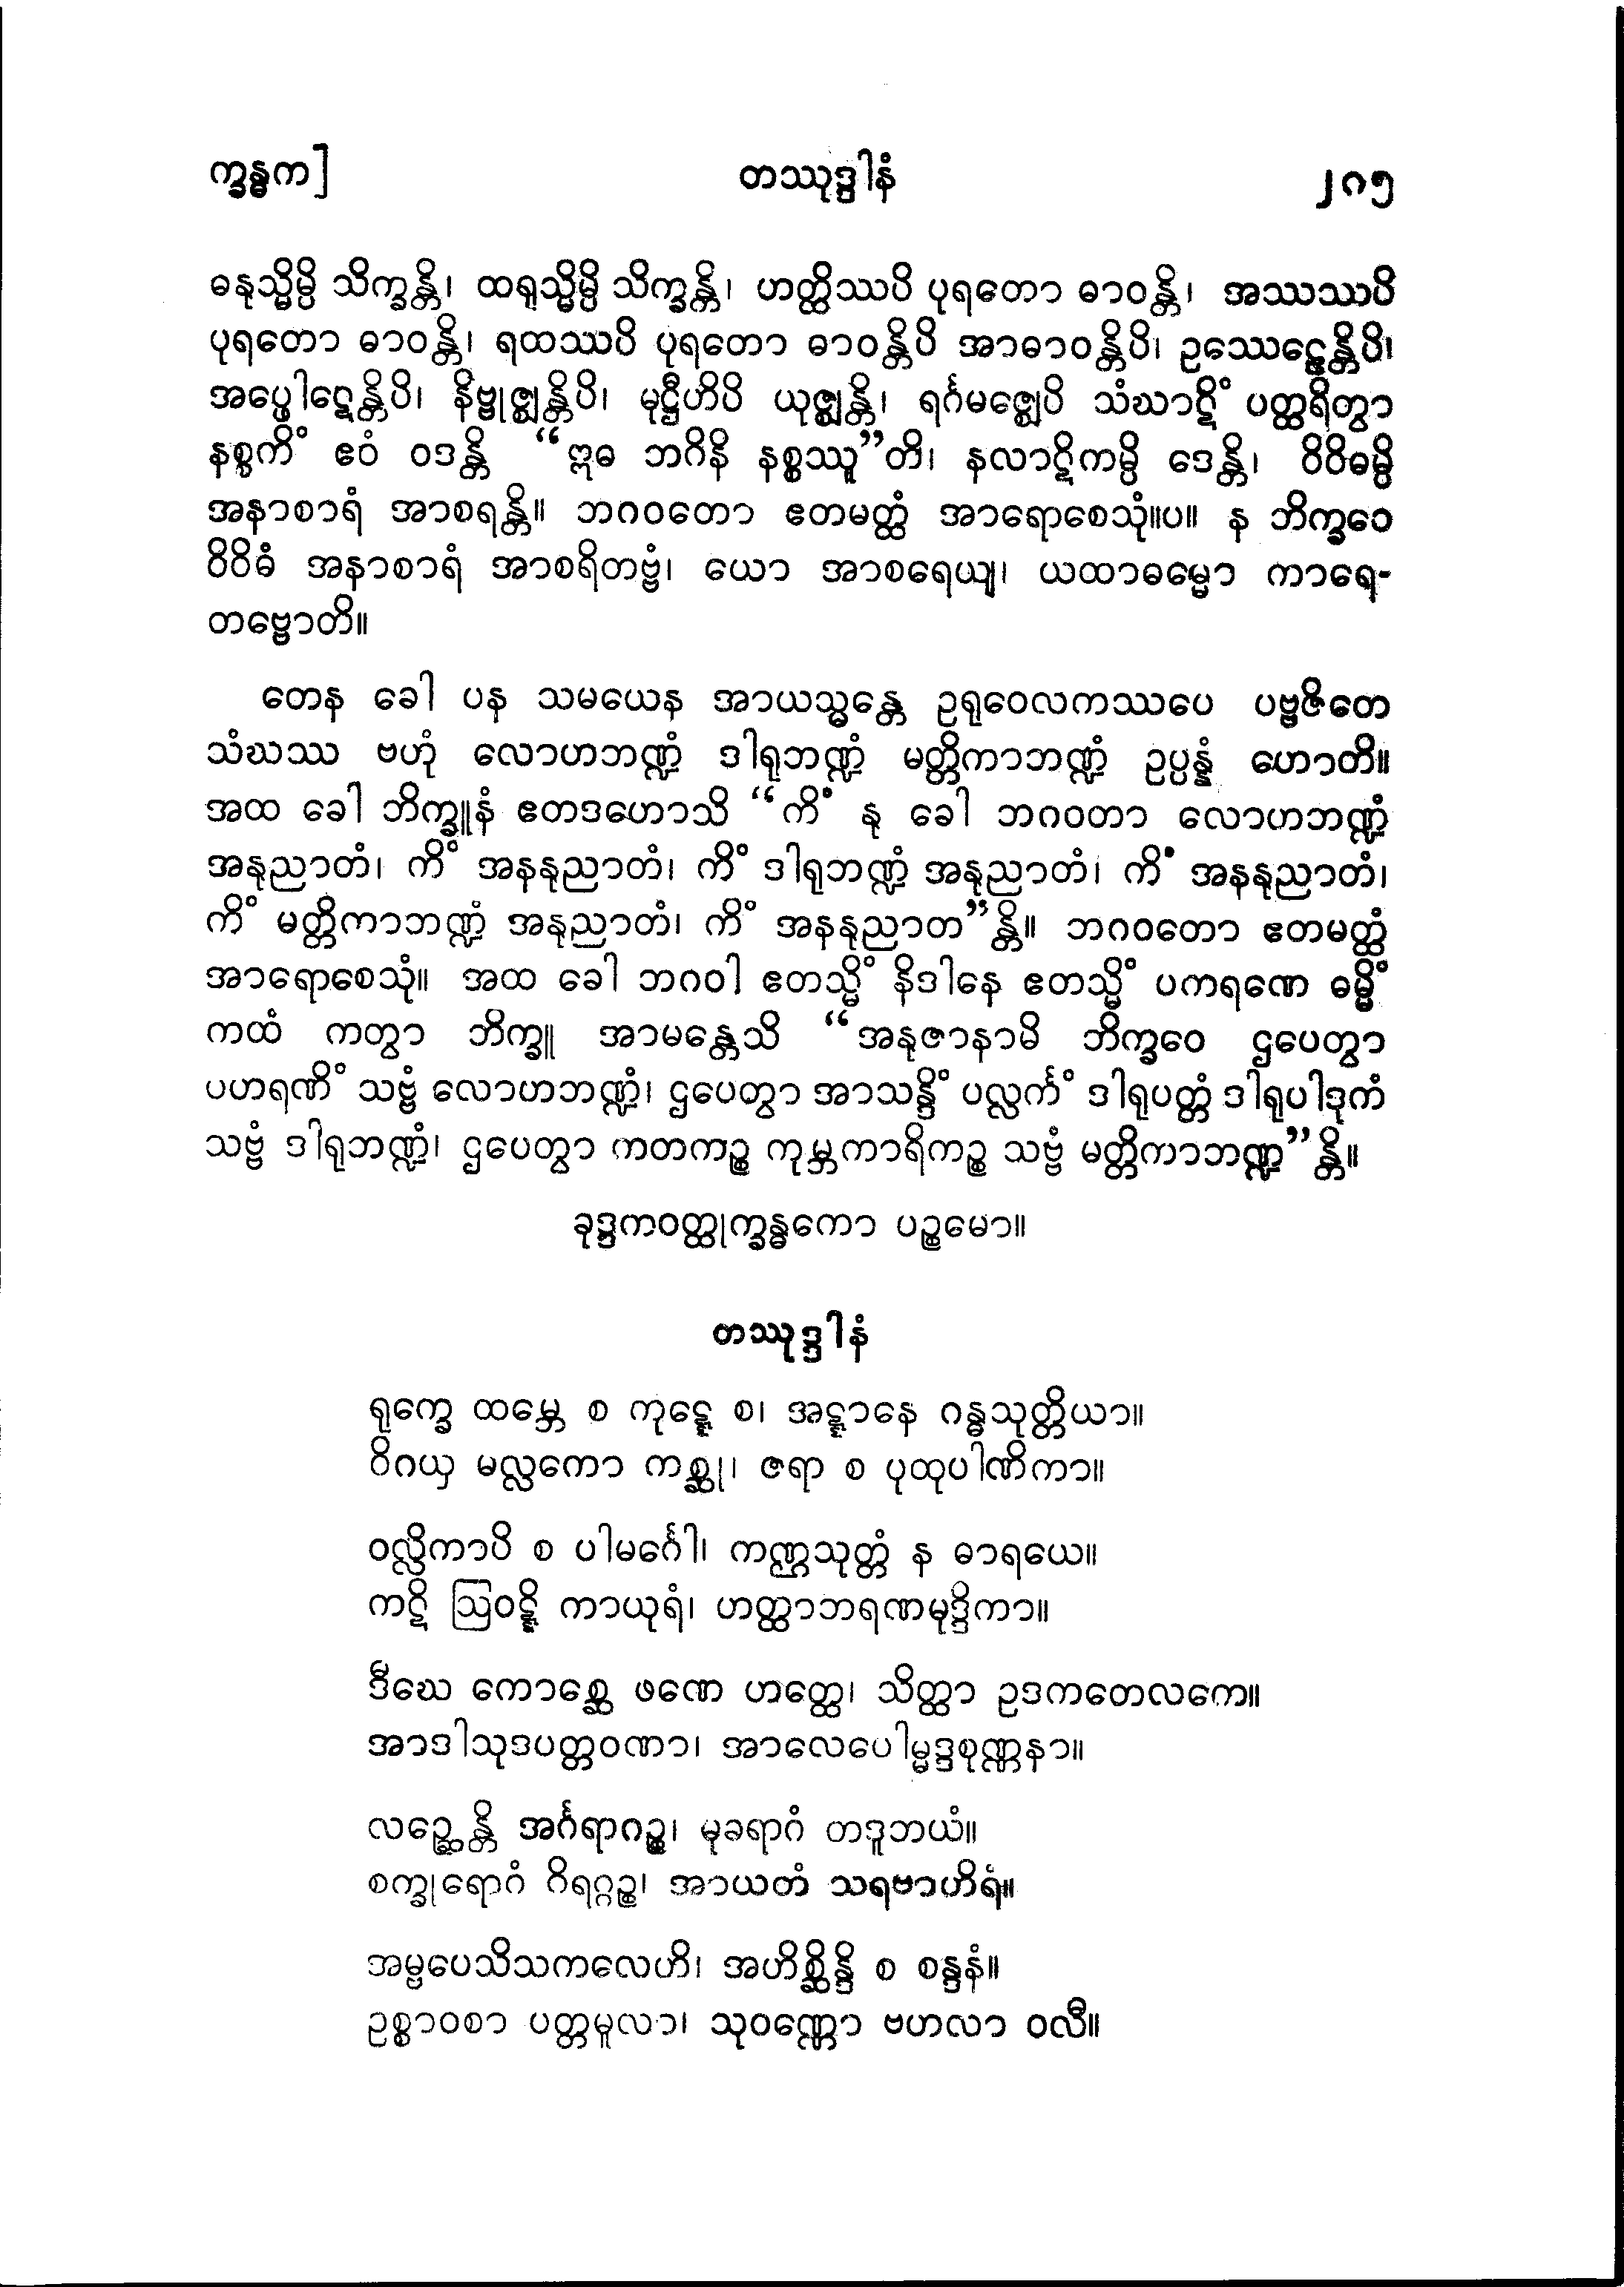 က္ခန္ဓက]
တဿုဒ္ဒါနံ
၂၈၅
ဓနုသ္မိမ္ပိ သိက္ခန္တိ၊ ထရုသ္မိမ္ပိ သိက္ခန္တိ၊ ဟတ္ထိဿပိ ပုရတော ဓာဝန္တိ၊ အဿဿပိ
ပုရတော ဓာဝန္တိ၊ ရထဿပိ ပုရတော ဓာဝန္တိပိ အာဓာဝန္တိပိ၊ ဥဿေဠေန္တိပိ၊
အပ္ဖေါဋေန္တိပိ၊ နိဗ္ဗုဇ္ဈန္တိပိ၊ မုဋ္ဌီဟိပိ ယုဇ္ဈန္တိ၊ ရင်္ဂမဇ္ဈေပိ သံဃာဋိံ ပတ္ထရိတွာ
နစ္စကိံ ဧဝံ ဝဒန္တိ “ဣဓ ဘဂိနိ နစ္စဿူ”တိ၊ နလာဋိကမ္ပိ ဒေန္တိ၊ ဝိဝိဓမ္ပိ
အနာစာရံ အာစရန္တိ။ ဘဂဝတော ဧတမတ္ထံ အာရောစေသုံ။ပ။ န ဘိက္ခဝေ
ဝိဝိဓံ အနာစာရံ အာစရိတဗ္ဗံ၊ ယော အာစရေယျ၊ ယထာဓမ္မော ကာရေ-
တဗ္ဗောတိ။
တေန ခေါ ပန သမယေန အာယသ္မန္တေ ဥရုဝေလကဿပေ ပဗ္ဗဇိတေ
သံဃဿ ဗဟုံ လောဟဘဏ္ဍံ ဒါရုဘဏ္ဍံ မတ္တိကာဘဏ္ဍံ ဥပ္ပန္နံ ဟောတိ။
အထ ခေါ ဘိက္ခူနံ ဧတဒဟောသိ “ကိံ နု ခေါ ဘဂဝတာ လောဟဘဏ္ဍံ
အနုညာတံ၊ ကိံ အနနုညာတံ၊ ကိံ ဒါရုဘဏ္ဍံ အနုညာတံ၊ ကိံ အနနုညာတံ၊
ကိံ မတ္တိကာဘဏ္ဍံ အနုညာတံ၊ ကိံ အနနုညာတ”န္တိ။ ဘဂဝတော ဧတမတ္ထံ
အာရောစေသုံ။ အထ ခေါ ဘဂဝါ ဧတသ္မိံ နိဒါနေ ဧတသ္မိံ ပကရဏေ ဓမ္မိံ
ကထံ ကတွာ ဘိက္ခူ အာမန္တေသိ “အနုဇာနာမိ ဘိက္ခဝေ ဌပေတွာ
ပဟရဏိံ သဗ္ဗံ လောဟဘဏ္ဍံ၊ ဌပေတွာ အာသန္ဒိံ ပလ္လင်္ကံ ဒါရုပတ္တံ ဒါရုပါဒုကံ
သဗ္ဗံ ဒါရုဘဏ္ဍံ၊ ဌပေတွာ ကတကဉ္စ ကုမ္ဘကာရိကဉ္စ သဗ္ဗံ မတ္တိကာဘဏ္ဍ”န္တိ။
ခုဒ္ဒကဝတ္ထုက္ခန္ဓကော ပဉ္စမော။
တဿုဒ္ဒါနံ
ရုက္ခေ ထမ္ဘေ စ ကုဋ္ဋေ စ၊ အဋ္ဋာနေ ဂန္ဓသုတ္တိယာ။
ဝိဂယှ မလ္လကော ကစ္ဆု၊ ဇရာ စ ပုထုပါဏိကာ။
ဝလ္လိကာပိ စ ပါမင်္ဂေါ၊ ကဏ္ဌသုတ္တံ န ဓာရယေ။
ကဋိ ဩဝဋ္ဋိ ကာယုရံ၊ ဟတ္ထာဘရဏမုဒ္ဒိကာ။
ဒီဃေ ကောစ္ဆေ ဖဏေ ဟတ္ထေ၊ သိတ္ထာ ဥဒကတေလကေ။
အာဒါသုဒပတ္တဝဏာ၊ အာလေပေါမ္မဒ္ဒစုဏ္ဏနာ။
လဉ္ဆေန္တိ အင်္ဂရာဂဉ္စ၊ မုခရာဂံ တဒူဘယံ။
စက္ခုရောဂံ ဂိရဂ္ဂဉ္စ၊ အာယတံ သရဗာဟိရံ။
အမ္ဗပေသိသကလေဟိ၊ အဟိစ္ဆိန္ဒိ စ စန္ဒနံ။
ဥစ္စာဝစာ ပတ္တမူလာ၊ သုဝဏ္ဏော ဗဟလာ ဝလီ။